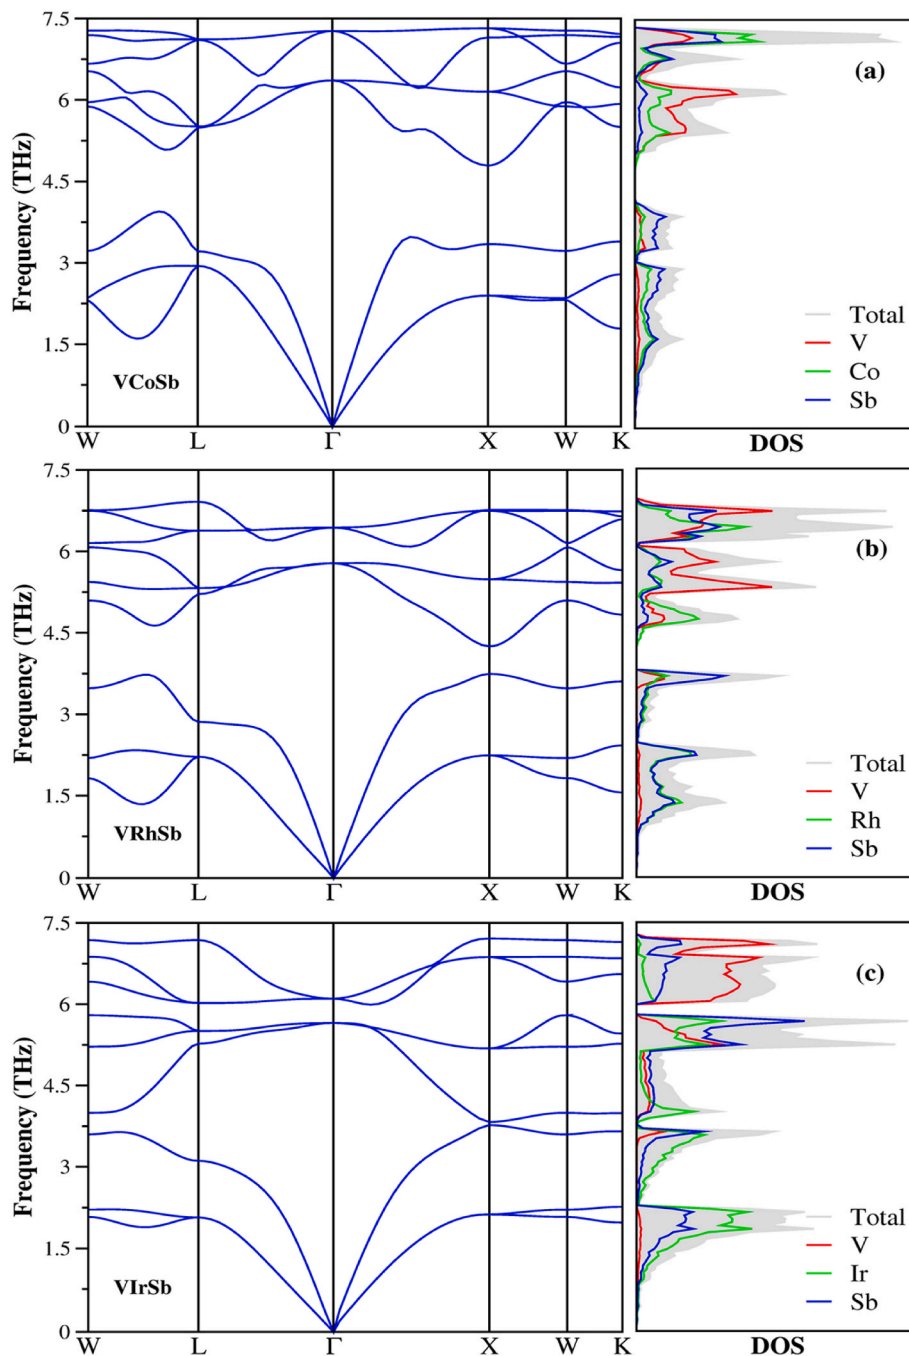 7.5
6
4.5
3
1.5
0
Frequency (THz)
VCoSb
W L Γ X W K
(a)
Total
V
Co
Sb
DOS
7.5
6
4.5
3
1.5
0
Frequency (THz)
VRhSb
W L Γ X W K
(b)
Total
V
Rh
Sb
DOS
7.5
6
4.5
3
1.5
0
Frequency (THz)
VIrSb
W L Γ X W K
(c)
Total
V
Ir
Sb
DOS